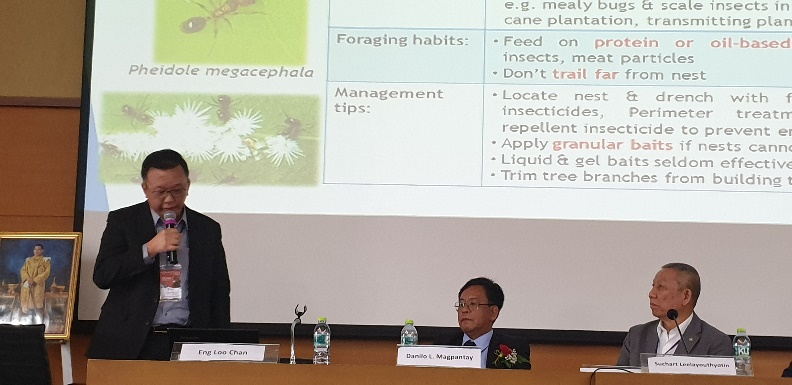 e.g. mealy bugs & scale insects in
cane plantation, transmitting plan
Foraging habits:
• Feed on protein or oil-based
insects, meat particles
• Don't trail far from nest
Pheidole megacephala
Management
tips:
• Locate nest & drench with f
insecticides, Perimeter treatm
repellent insecticide to prevent en
• Apply granular baits if nests canno
• Liquid & gel baits seldom effective
• Trim tree branches from building t
Eng Loo Chan
Danilo L. Magpantay
Suchart Leelayouthyotin